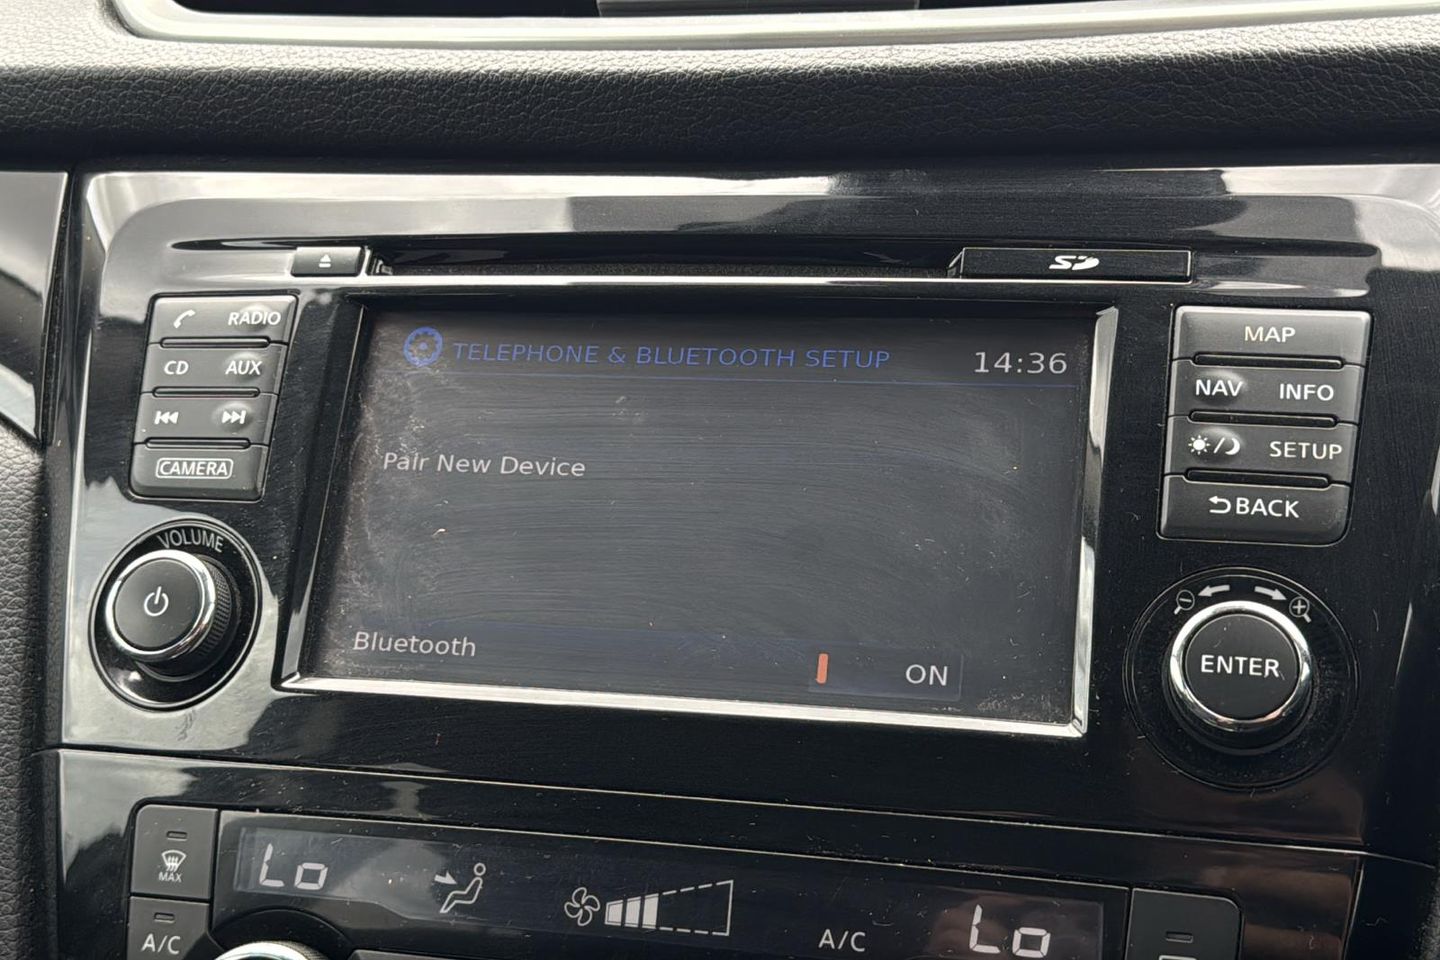 SD
RADIO
CD AUX
CAMERA
VOLUME
TELEPHONE & BLUETOOTH SETUP 14:36
Pair New Device
Bluetooth ON
MAP
NAV INFO
SETUP
BACK
ENTER
MAX
A/C
Lo
A/C
Lo